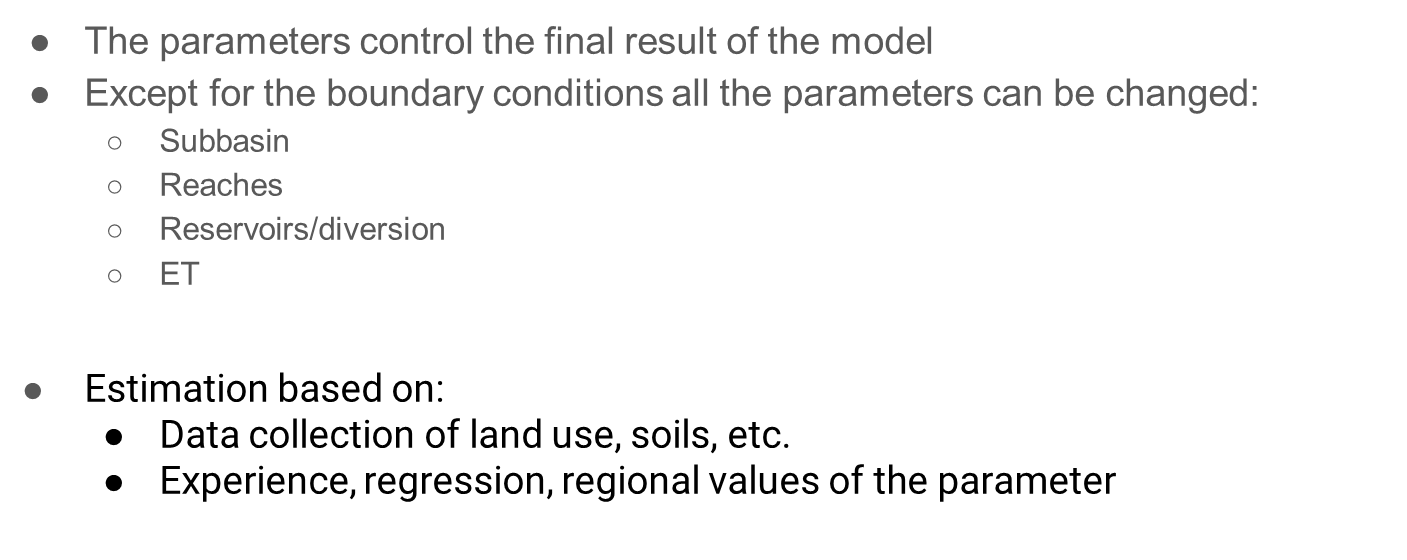 ● The parameters control the final result of the model
● Except for the boundary conditions all the parameters can be changed:
○ Subbasin
○ Reaches
○ Reservoirs/diversion
○ ET
● Estimation based on:
● Data collection of land use, soils, etc.
● Experience, regression, regional values of the parameter